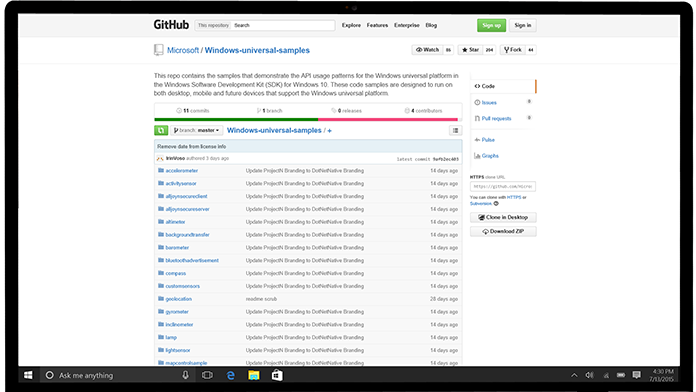 GitHub This repository Search Explore Features Enterprise Blog Sign up Sign in
Microsoft / Windows-universal-samples Watch Star 204 Fork 44
This repo contains the samples that demonstrate the API usage patterns for the Windows universal platform in
the Windows Software Development Kit (SDK) for Windows 10. These code samples are designed to run on
both desktop, mobile and future devices that support the Windows universal platform.
11 commits 1 branch 0 releases 4 contributors
branch: master Windows-universal-samples / +
Remove date from license info
authored 3 days ago latest commit
accelerometer Update ProjectN Branding to DotNetNative Branding 14 days ago
activitysensor Update ProjectN Branding to DotNetNative Branding 14 days ago
alljoynsecureclient Update ProjectN Branding to DotNetNative Branding 14 days ago
alljoynsecureserver Update ProjectN Branding to DotNetNative Branding 14 days ago
altimeter Update ProjectN Branding to DotNetNative Branding 14 days ago
backgroundtransfer Update ProjectN Branding to DotNetNative Branding 14 days ago
barometer Update ProjectN Branding to DotNetNative Branding 14 days ago
bluetoothadvertisement Update ProjectN Branding to DotNetNative Branding 14 days ago
compass Update ProjectN Branding to DotNetNative Branding 14 days ago
customsensors Update ProjectN Branding to DotNetNative Branding 14 days ago
geolocation readme scrub 20 days ago
gyrometer Update ProjectN Branding to DotNetNative Branding 14 days ago
inclinometer Update ProjectN Branding to DotNetNative Branding 14 days ago
lamp Update ProjectN Branding to DotNetNative Branding 14 days ago
lightsensor Update ProjectN Branding to DotNetNative Branding 14 days ago
reapcontrolsample Update ProjectN Branding to DotNetNative Branding 14 days ago
Code
Issues
Pull requests
Pulse
Graphs
HTTPS clone URL
https://github.com/Micros
You can clone with HTTPS or
Subversion
Clone in Desktop
Download ZIP
Ask me anything 4:30 PM
7/13/2015